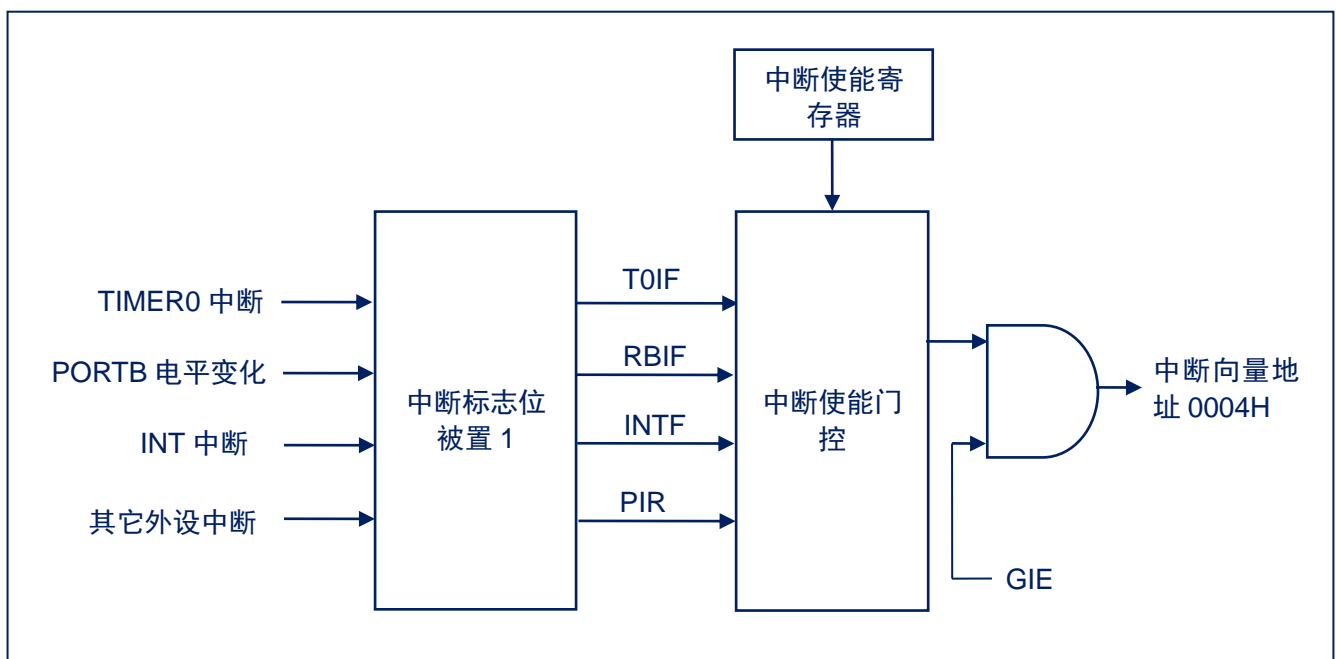 中断使能寄
存器
TIMER0 中断
PORTB 电平变化
INT 中断
其它外设中断
中断标志位
被置 1
T0IF
RBIF
INTF
PIR
中断使能门
控
GIE
中断向量地
址 0004H